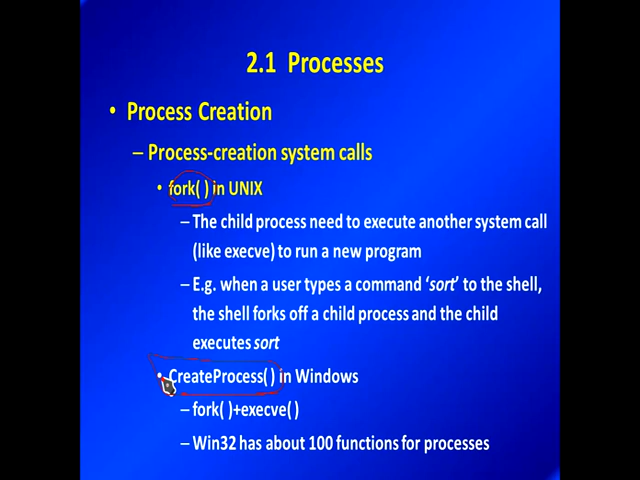 2.1 Processes
• Process Creation
– Process-creation system calls
• fork( ) in UNIX
– The child process need to execute another system call
(like execve) to run a new program
– E.g. when a user types a command ‘sort’ to the shell,
the shell forks off a child process and the child
executes sort
• CreateProcess( ) in Windows
– fork( )+execve( )
– Win32 has about 100 functions for processes